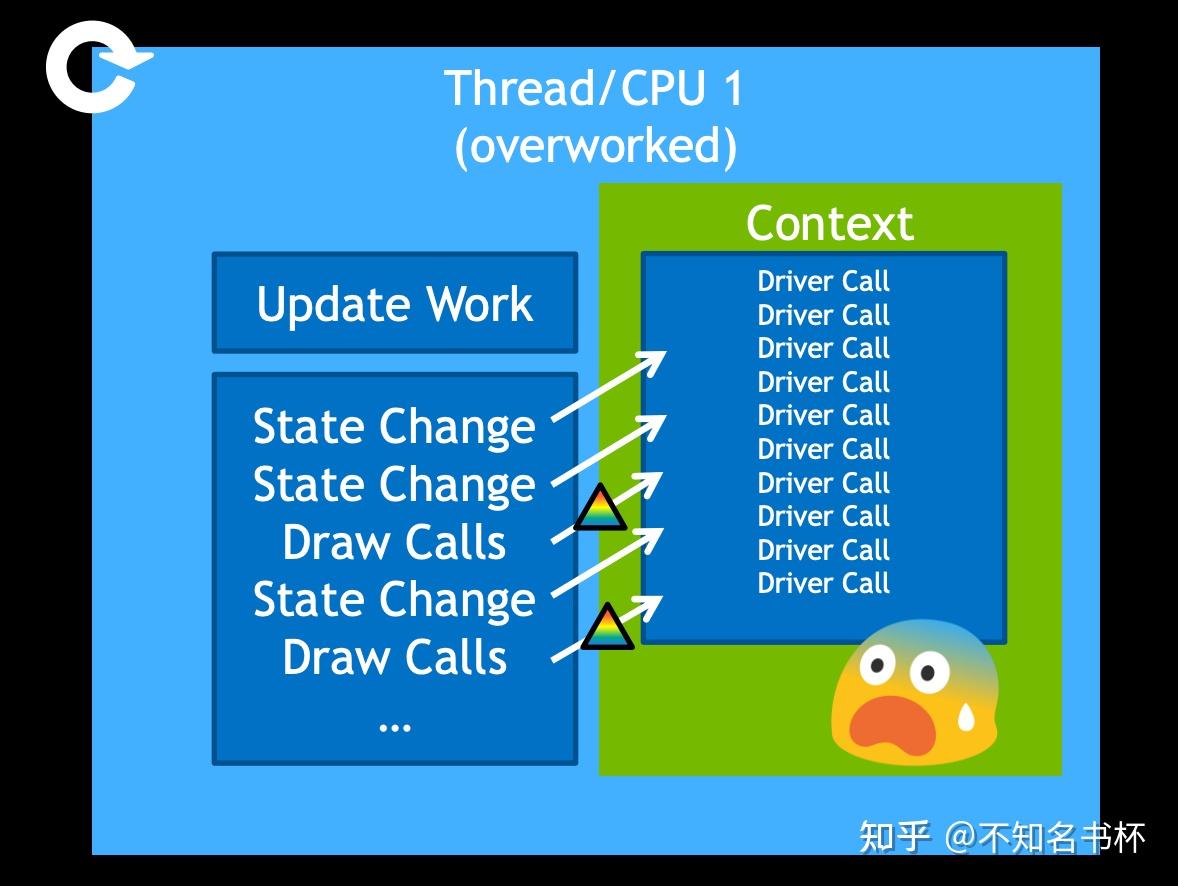 Thread/CPU 1
(overworked)
Update Work
State Change
State Change
Draw Calls
State Change
Draw Calls
...
Context
Driver Call
Driver Call
Driver Call
Driver Call
Driver Call
Driver Call
Driver Call
Driver Call
Driver Call
Driver Call
知乎 @不知名书杯